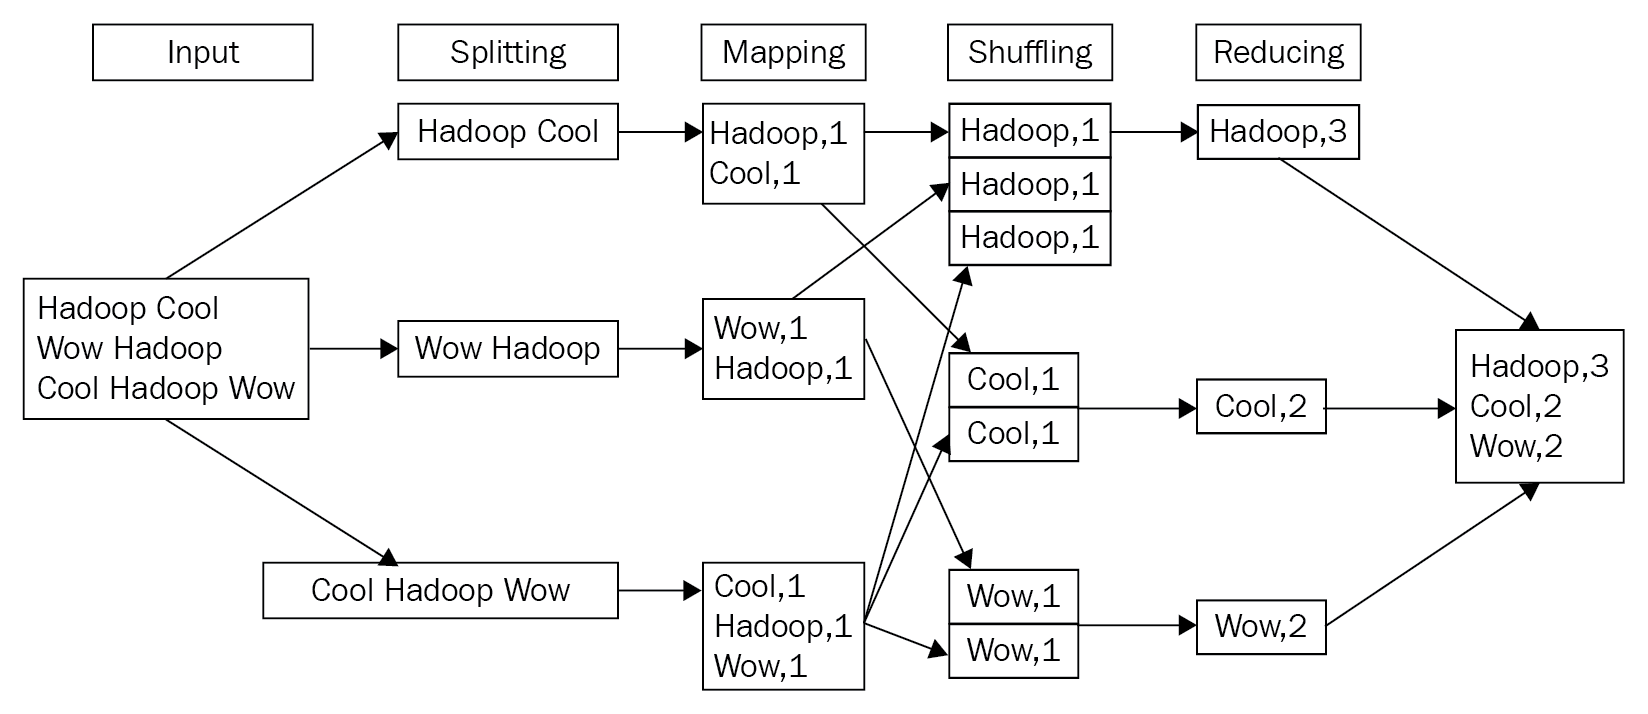 Input
Splitting
Mapping
Shuffling
Reducing
Hadoop Cool
Wow Hadoop
Cool Hadoop Wow
Hadoop Cool
Wow Hadoop
Cool Hadoop Wow
Hadoop,1
Cool,1
Wow,1
Hadoop,1
Cool,1
Hadoop,1
Wow,1
Hadoop,1
Hadoop,1
Hadoop,1
Cool,1
Cool,1
Wow,1
Wow,1
Hadoop,3
Cool,2
Wow,2
Hadoop,3
Cool,2
Wow,2